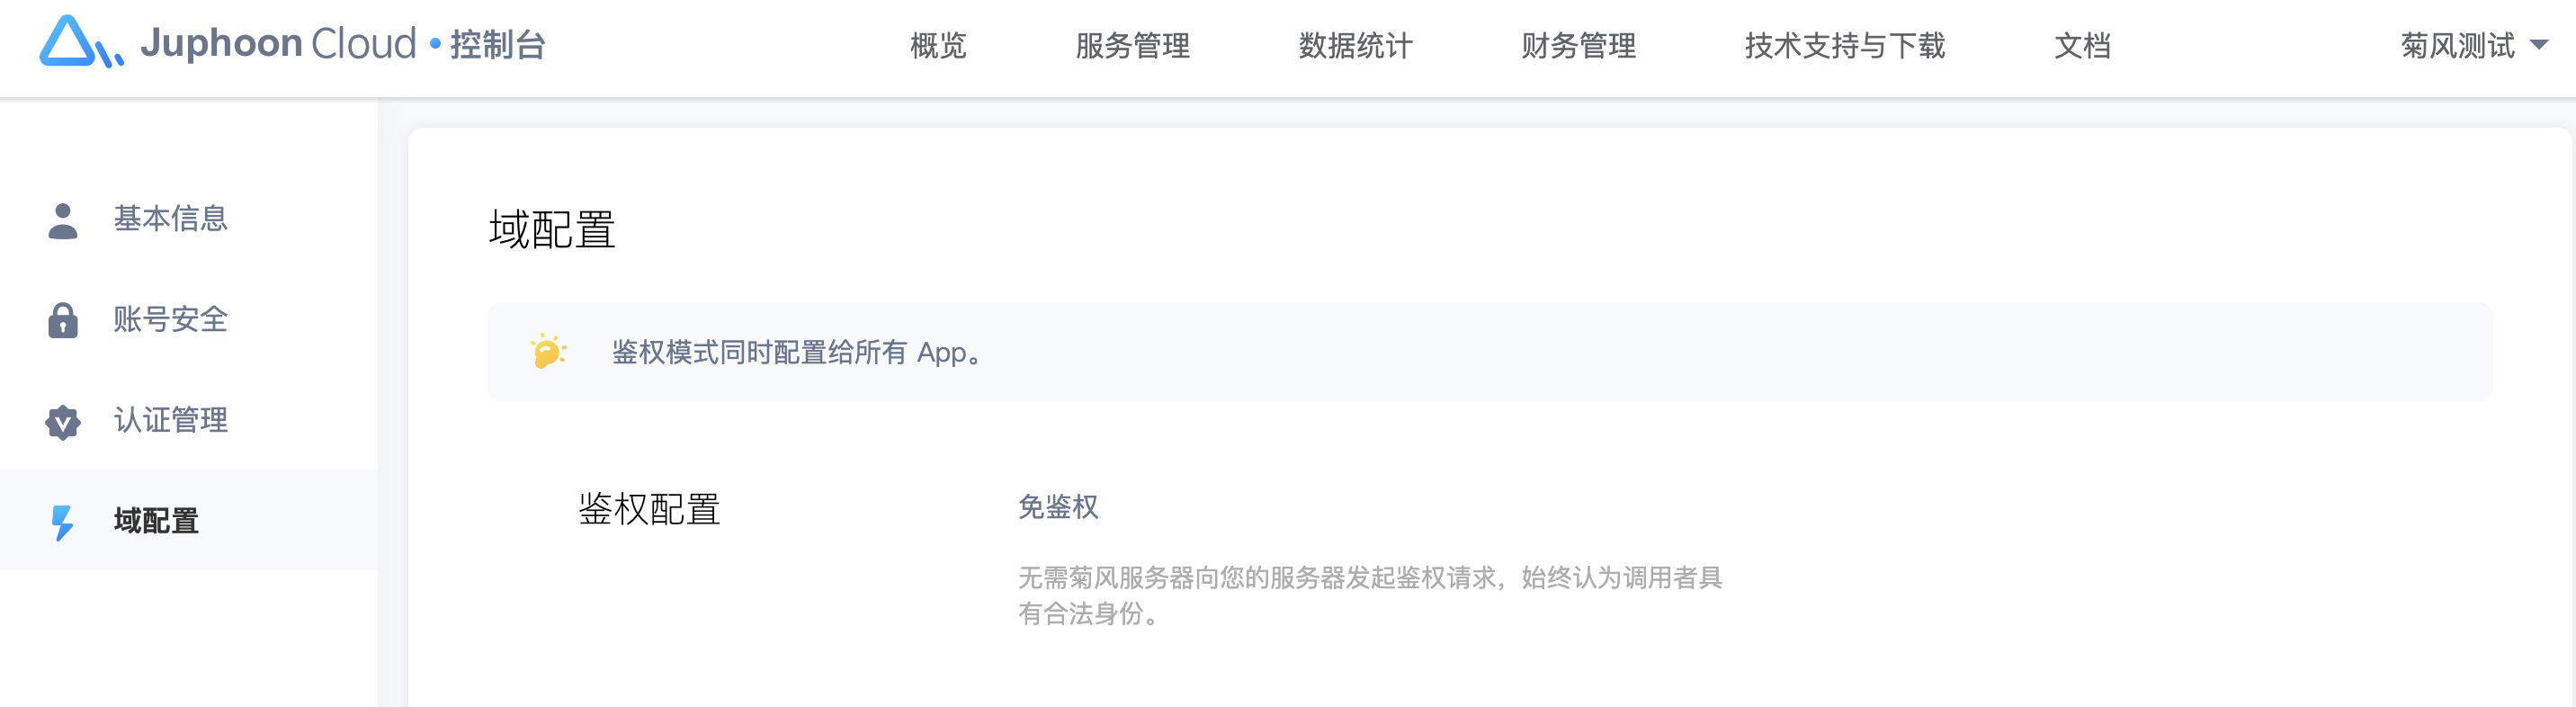 Juphoon Cloud • 控制台
概览
服务管理
数据统计
财务管理
技术支持与下载
文档
菊风测试
基本信息
账号安全
认证管理
域配置
域配置
鉴权模式同时配置给所有 App。
鉴权配置
免鉴权
无需菊风服务器向您的服务器发起鉴权请求，始终认为调用者具
有合法身份。